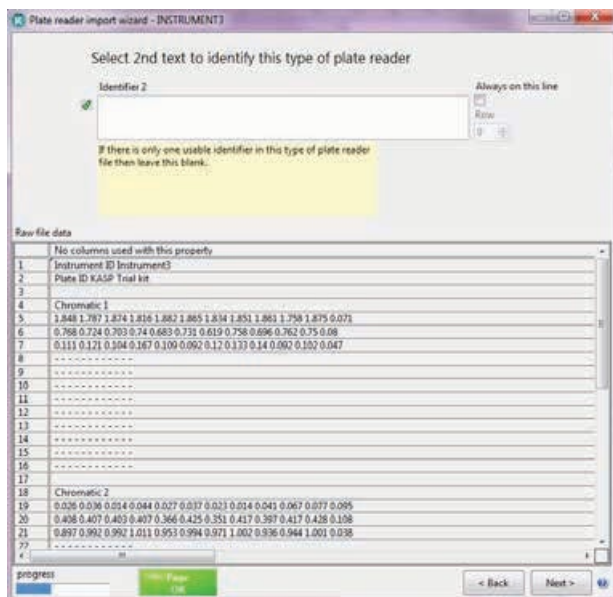 Plate reader import wizard - INSTRUMENT3
Select 2nd text to identify this type of plate reader
Identifier 2
Always on this line
Row
If there is only one usable identifier in this type of plate reader
file then leave this blank.
Raw file data
No columns used with this property
1 Instrument ID Instrument3
2 Plate ID KASP Trial kit
3
4 Chromatic 1
5 1.848 1.787 1.874 1.816 1.882 1.865 1.834 1.851 1.861 1.758 1.875 0.071
6 0.768 0.724 0.703 0.74 0.683 0.731 0.619 0.758 0.696 0.762 0.75 0.08
7 0.111 0.121 0.104 0.167 0.109 0.092 0.12 0.133 0.14 0.092 0.102 0.047
8 - - - - - - - - - - - -
9 - - - - - - - - - - - -
10 - - - - - - - - - - - -
11 - - - - - - - - - - - -
12 - - - - - - - - - - - -
13 - - - - - - - - - - - -
14 - - - - - - - - - - - -
15 - - - - - - - - - - - -
16 - - - - - - - - - - - -
17
18 Chromatic 2
19 0.026 0.036 0.014 0.044 0.027 0.037 0.023 0.014 0.041 0.067 0.077 0.095
20 0.408 0.407 0.403 0.407 0.366 0.425 0.351 0.417 0.397 0.417 0.428 0.108
21 0.897 0.992 0.992 1.011 0.953 0.994 0.971 1.002 0.936 0.944 1.001 0.038
22 - - - - - - - - - - - -
progress
Page
OK
< Back
Next >